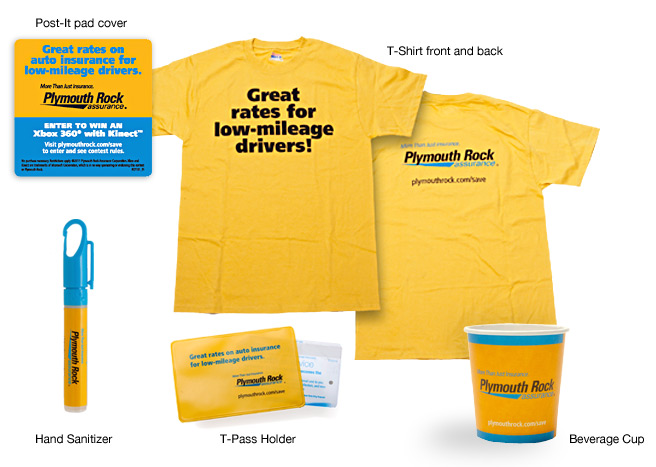 Post-It pad cover
Great rates on
auto insurance for
low-mileage drivers.
More Than Just Insurance.
Plymouth Rock
assurance®
ENTER TO WIN AN
Xbox 360® with Kinect™
Visit plymouthrock.com/save
to enter and see contest rules.
T-Shirt front and back
Great
rates for
low-mileage
drivers!
More Than Just Insurance.
Plymouth Rock
assurance®
plymouthrock.com/save
Plymouth Rock
assurance
Hand Sanitizer
Great rates on auto insurance
for low-mileage drivers.
More Than Just Insurance.
Plymouth Rock
assurance®
plymouthrock.com/save
T-Pass Holder
More Than Just Insurance.
Plymouth Rock
assurance®
plymouthrock.com/save
Beverage Cup